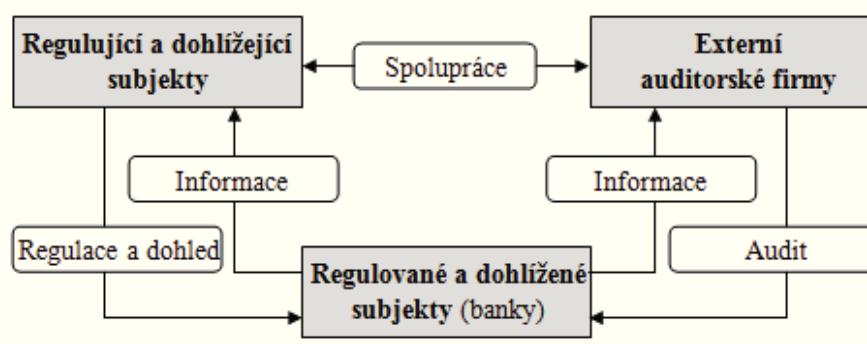 Regulující a dohlížející
subjekty
Spolupráce
Externí
auditorské firmy
Informace
Informace
Regulace a dohled
Audit
Regulované a dohlížené
subjekty (banky)